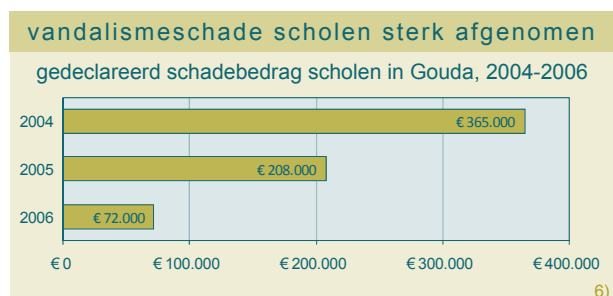 vandalismeschade scholen sterk afgenomen
gedeclareerd schadebedrag scholen in Gouda, 2004-2006
2004 € 365.000
2005 € 208.000
2006 € 72.000
€ 0 € 100.000 € 200.000 € 300.000 € 400.000
6)